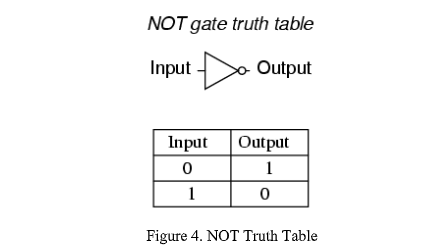 NOT gate truth table
Input Output
Input Output
0 1
1 0
Figure 4. NOT Truth Table